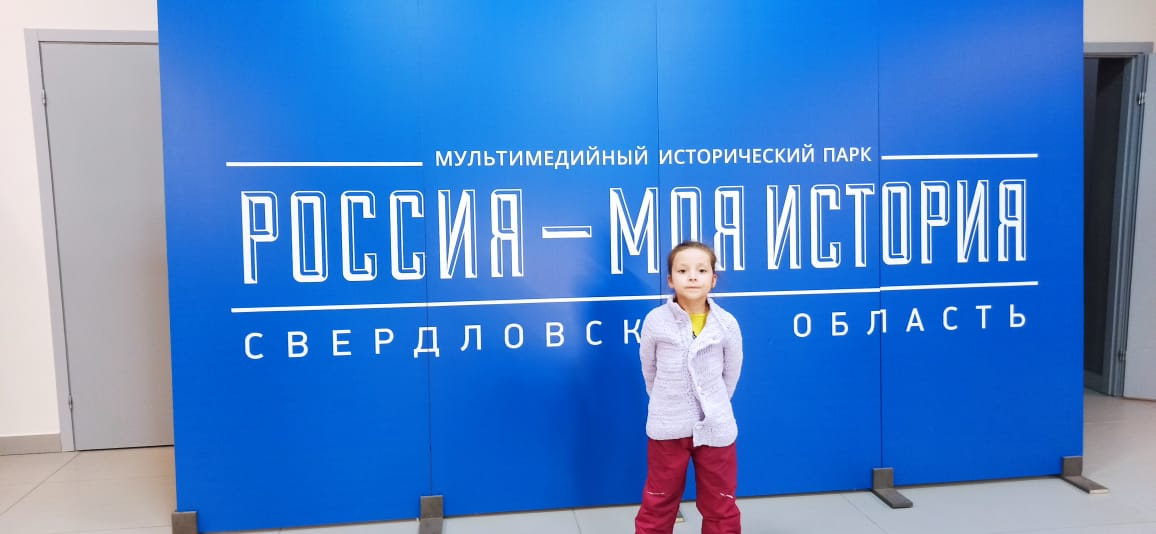 МУЛЬТИМЕДИЙНЫЙ ИСТОРИЧЕСКИЙ ПАРК
РОССИЯ — МОЯ ИСТОРИЯ
СВЕРДЛОВСК ОБЛАСТЬ